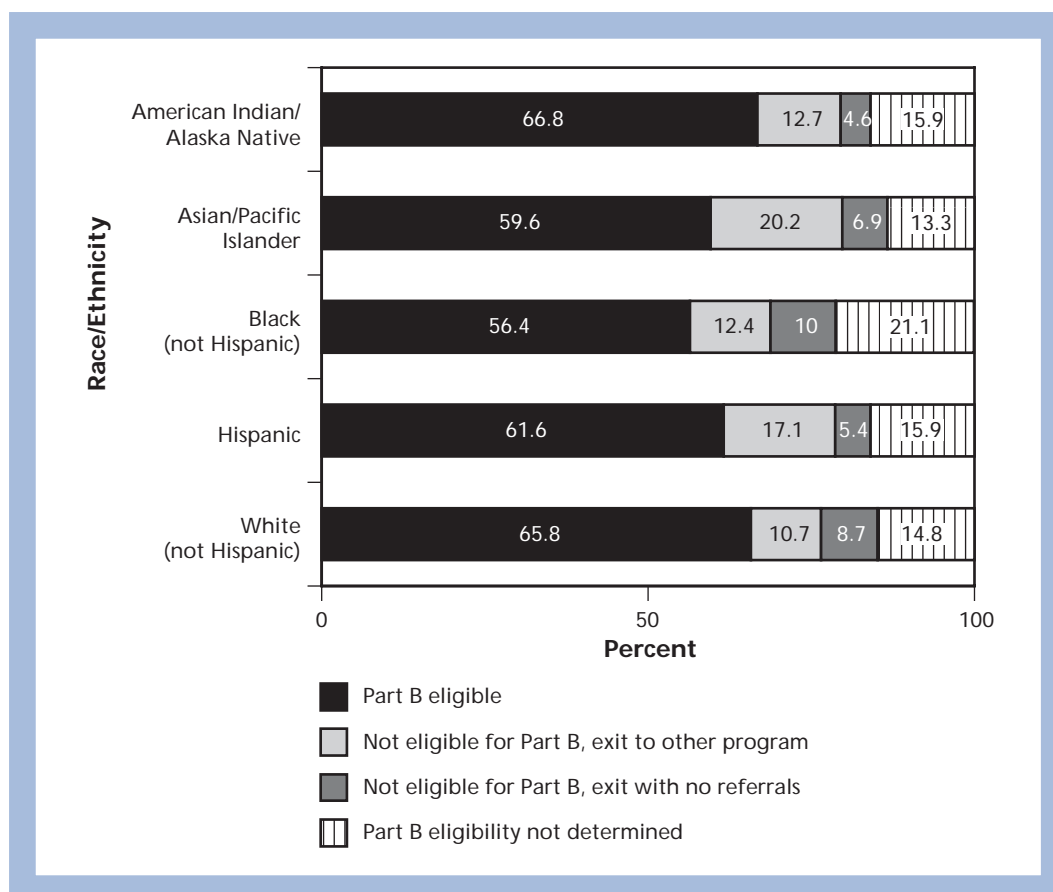 Race/Ethnicity
American Indian/
Alaska Native
66.8 12.7 4.6 15.9
Asian/Pacific
Islander
59.6 20.2 6.9 13.3
Black
(not Hispanic)
56.4 12.4 10 21.1
Hispanic
61.6 17.1 5.4 15.9
White
(not Hispanic)
65.8 10.7 8.7 14.8
0 50 100
Percent
Part B eligible
Not eligible for Part B, exit to other program
Not eligible for Part B, exit with no referrals
Part B eligibility not determined